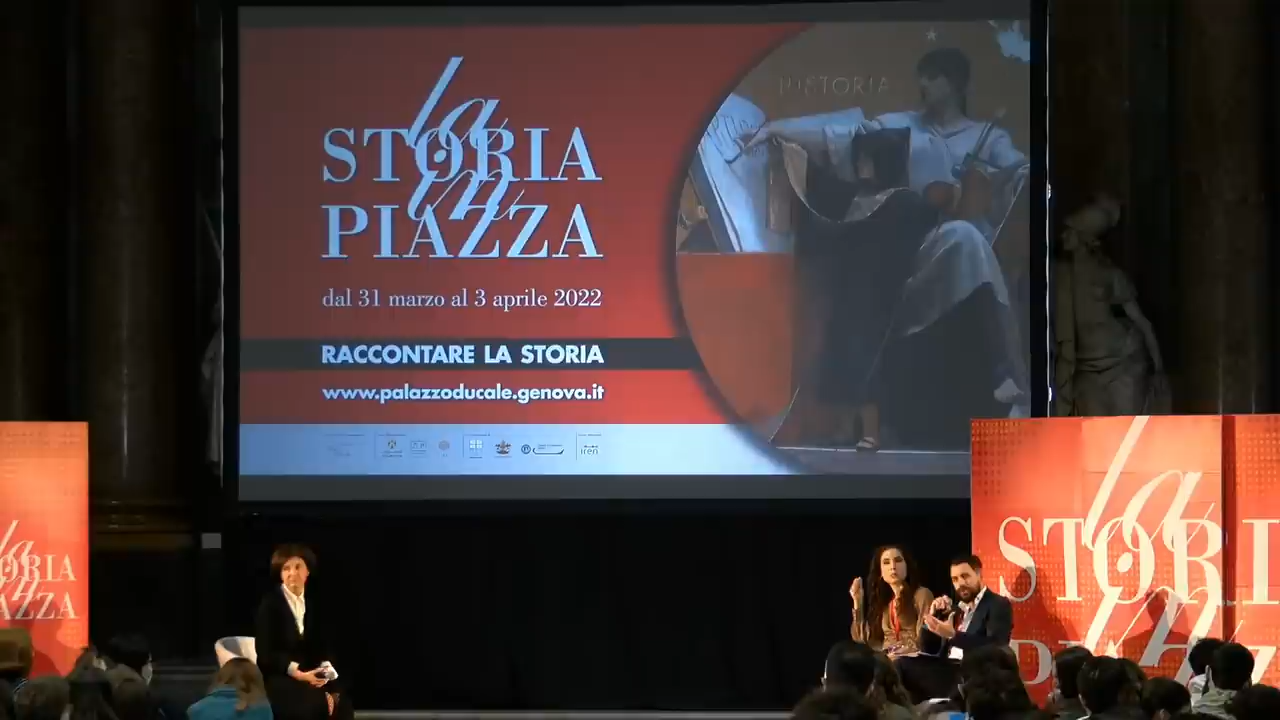 la
STORIA
in
PIAZZA
dal 31 marzo al 3 aprile 2022
RACCONTARE LA STORIA
www.palazzoducale.genova.it
HISTORIA
iren
la
STORIA
in
PIAZZA
la
STORI
in